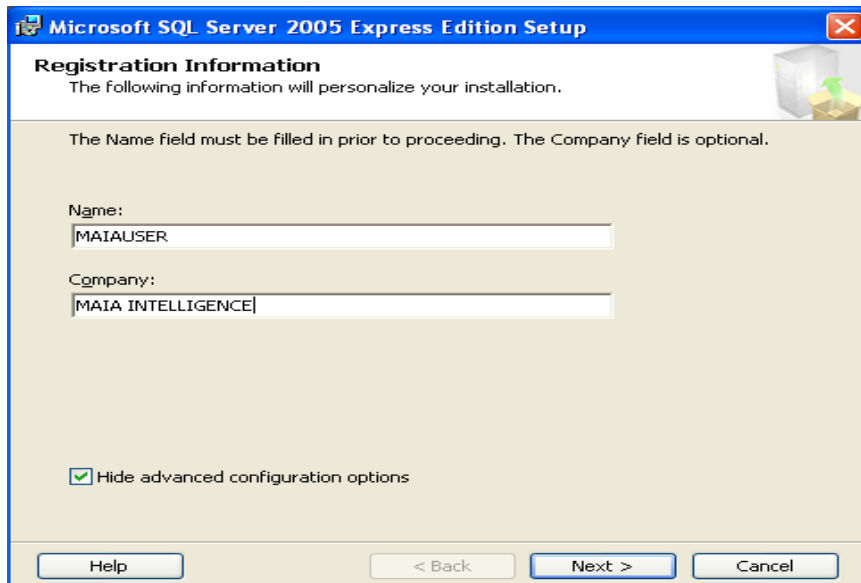 Microsoft SQL Server 2005 Express Edition Setup
Registration Information
The following information will personalize your installation.
The Name field must be filled in prior to proceeding. The Company field is optional.
Name:
MAIAUSER
Company:
MAIA INTELLIGENCE
Hide advanced configuration options
Help
< Back
Next >
Cancel